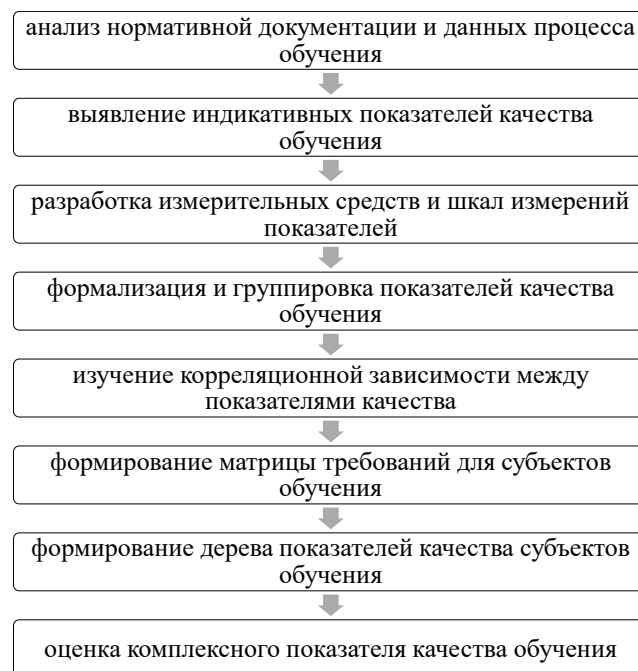 анализ нормативной документации и данных процесса
обучения
выявление индикативных показателей качества
обучения
разработка измерительных средств и шкал измерений
показателей
формализация и группировка показателей качества
обучения
изучение корреляционной зависимости между
показателями качества
формирование матрицы требований для субъектов
обучения
формирование дерева показателей качества субъектов
обучения
оценка комплексного показателя качества обучения